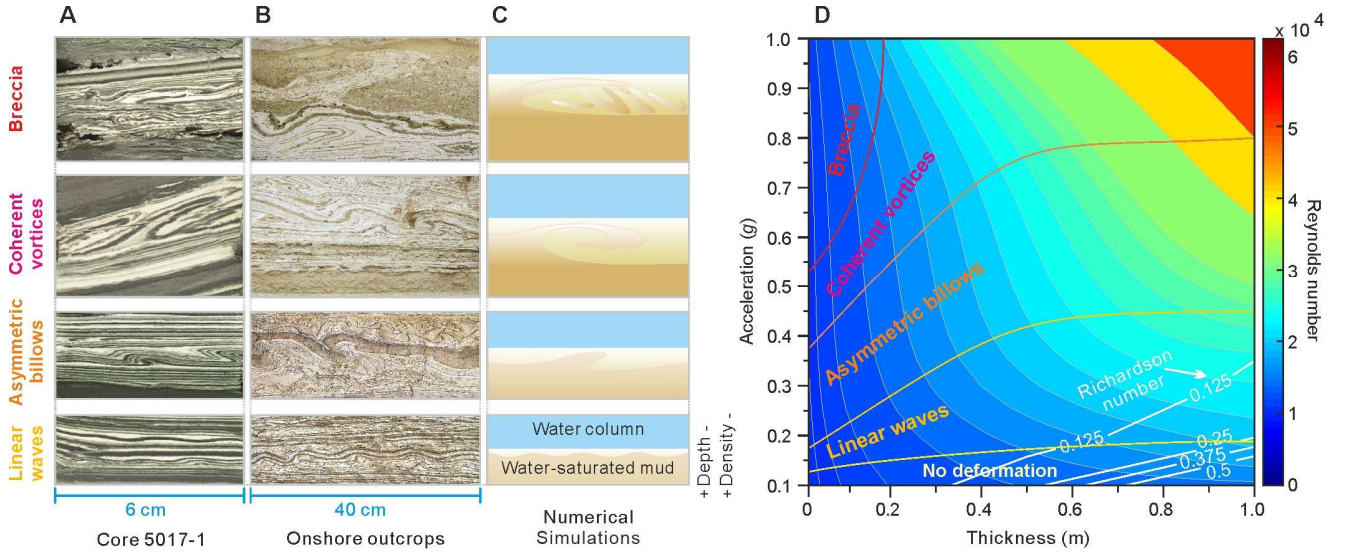 A
B
C
D
Breccia
Coherent
vortices
Asymmetric
billows
Linear
waves
Water column
Water-saturated mud
+ Depth -
+ Density -
6 cm
40 cm
Core 5017-1
Onshore outcrops
Numerical
Simulations
Acceleration (g)
1.0
0.9
0.8
0.7
0.6
0.5
0.4
0.3
0.2
0.1
0
0.2
0.4
0.6
0.8
1.0
Thickness (m)
Breccia
Coherent vortices
Asymmetric billows
Linear waves
No deformation
Richardson
number
0.125
0.125
0.25
0.375
0.5
x 10 4
6
5
4
3
2
1
0
Reynolds number